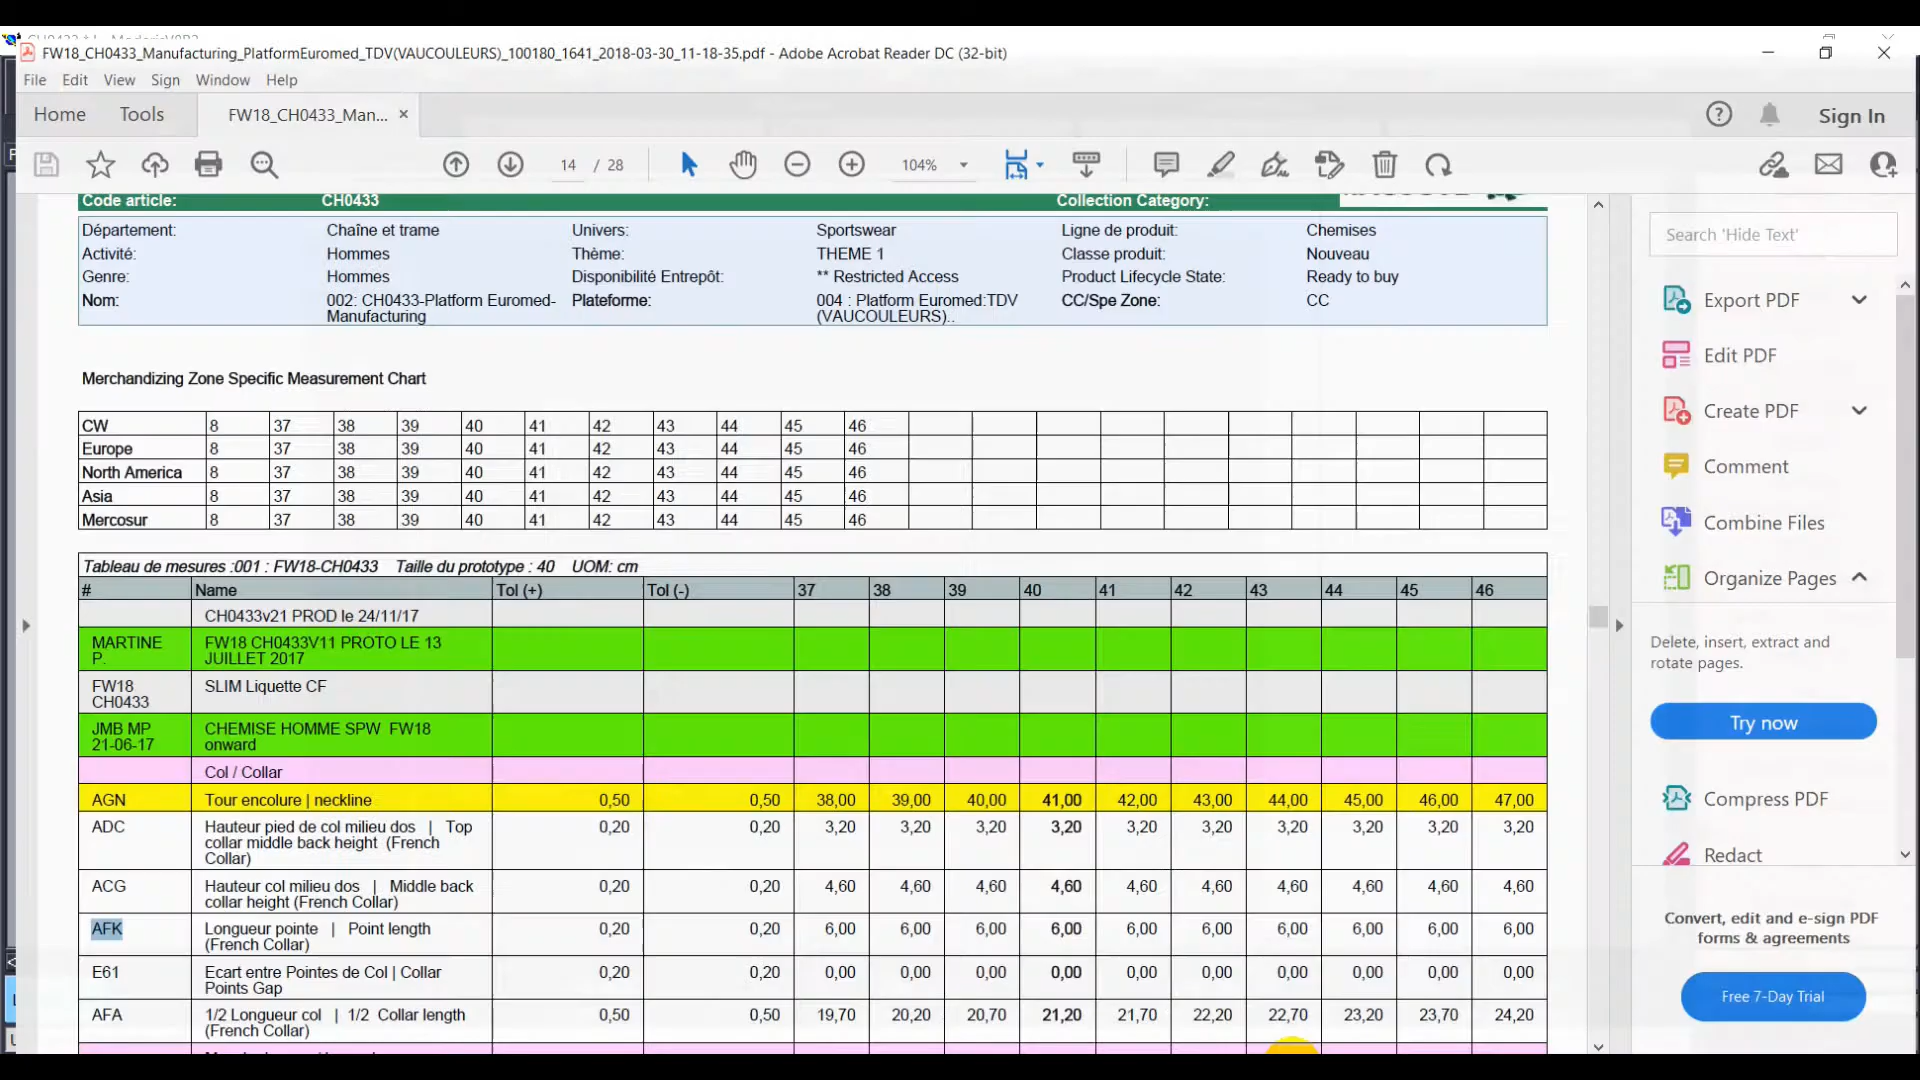 FW18_CH0433_Manufacturing_PlatformEuromed_TDV(VAUCOULEURS)_100180_1641_2018-03-30_11-18-35.pdf - Adobe Acrobat Reader DC (32-bit)
File Edit View Sign Window Help
Home Tools FW18_CH0433_Man... × Sign In
14 / 28 104%
Code article: CH0433 Collection Category:
Département: Chaîne et trame Univers: Sportswear Ligne de produit: Chemises
Activité: Hommes Thème: THEME 1 Classe produit: Nouveau
Genre: Hommes Disponibilité Entrepôt: ** Restricted Access Product Lifecycle State: Ready to buy
Nom: 002: CH0433-Platform Euromed- Plateforme: 004 : Platform Euromed:TDV CC/Spe Zone: CC
Manufacturing (VAUCOULEURS)..
Merchandizing Zone Specific Measurement Chart
CW 8 37 38 39 40 41 42 43 44 45 46
Europe 8 37 38 39 40 41 42 43 44 45 46
North America 8 37 38 39 40 41 42 43 44 45 46
Asia 8 37 38 39 40 41 42 43 44 45 46
Mercosur 8 37 38 39 40 41 42 43 44 45 46
Tableau de mesures :001 : FW18-CH0433 Taille du prototype : 40 UOM: cm
# Name Tol (+) Tol (-) 37 38 39 40 41 42 43 44 45 46
CH0433v21 PROD le 24/11/17
MARTINE FW18 CH0433V11 PROTO LE 13
P. JUILLET 2017
FW18 SLIM Liquette CF
CH0433
JMB MP CHEMISE HOMME SPW FW18
21-06-17 onward
Col / Collar
AGN Tour encolure | neckline 0,50 0,50 38,00 39,00 40,00 41,00 42,00 43,00 44,00 45,00 46,00 47,00
ADC Hauteur pied de col milieu dos | Top 0,20 0,20 3,20 3,20 3,20 3,20 3,20 3,20 3,20 3,20 3,20 3,20
collar middle back height (French
Collar)
ACG Hauteur col milieu dos | Middle back 0,20 0,20 4,60 4,60 4,60 4,60 4,60 4,60 4,60 4,60 4,60 4,60
collar height (French Collar)
AFK Longueur pointe | Point length 0,20 0,20 6,00 6,00 6,00 6,00 6,00 6,00 6,00 6,00 6,00 6,00
(French Collar)
E61 Ecart entre Pointes de Col | Collar 0,20 0,20 0,00 0,00 0,00 0,00 0,00 0,00 0,00 0,00 0,00 0,00
Points Gap
AFA 1/2 Longueur col | 1/2 Collar length 0,50 0,50 19,70 20,20 20,70 21,20 21,70 22,20 22,70 23,20 23,70 24,20
(French Collar)
Search 'Hide Text'
Export PDF
Edit PDF
Create PDF
Comment
Combine Files
Organize Pages
Delete, insert, extract and
rotate pages.
Try now
Compress PDF
Redact
Convert, edit and e-sign PDF
forms & agreements
Free 7-Day Trial